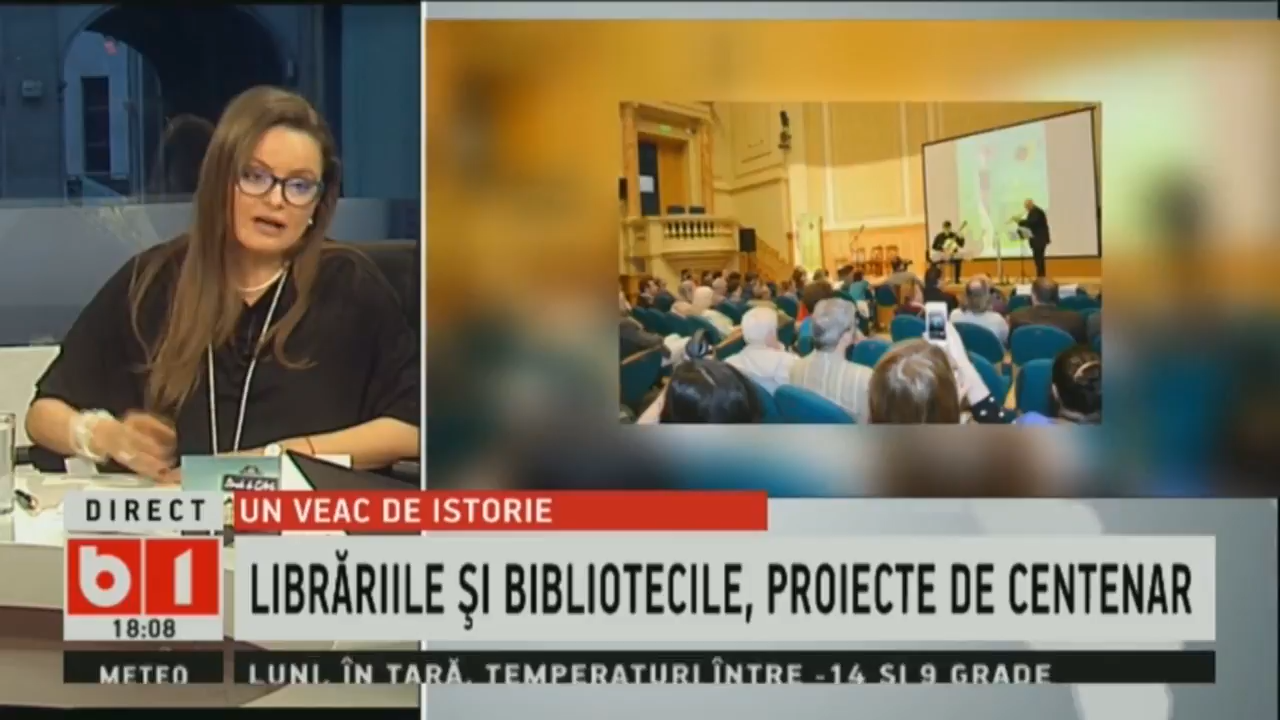 DIRECT
UN VEAC DE ISTORIE
b1
LIBRĂRIILE ŞI BIBLIOTECILE, PROIECTE DE CENTENAR
18:08
METEO
LUNI, ÎN ŢARĂ, TEMPERATURI ÎNTRE -14 ŞI 9 GRADE